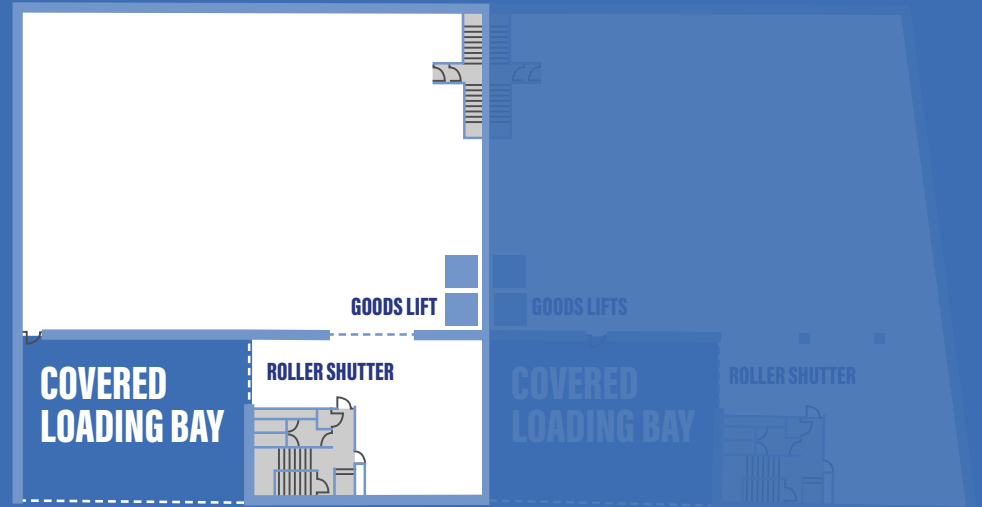 GOODS LIFT
GOODS LIFTS
ROLLER SHUTTER
ROLLER SHUTTER
COVERED
LOADING BAY
COVERED
LOADING BAY